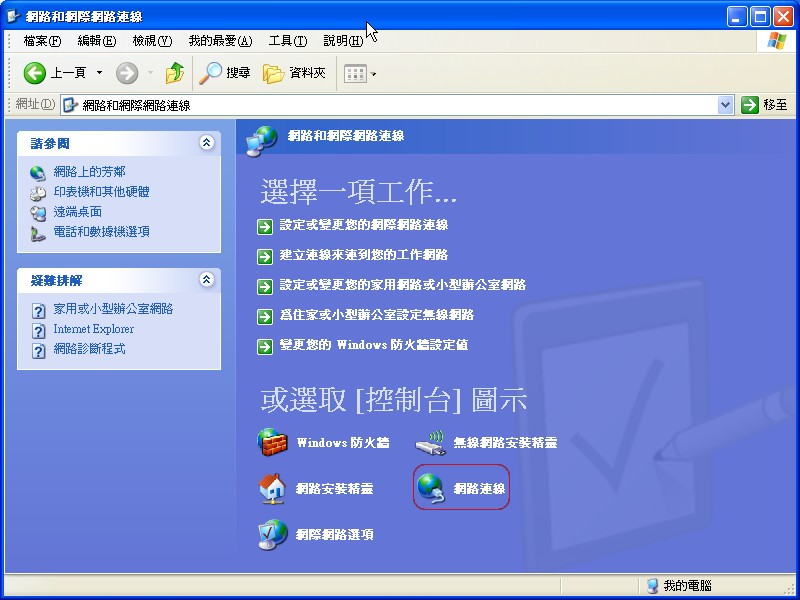 網路和網際網路連線
檔案(F) 編輯(E) 檢視(V) 我的最愛(A) 工具(T) 說明(H)
上一頁 搜尋 資料夾
網址(D) 網路和網際網路連線 移至
請參閱
網路上的芳鄰
印表機和其他硬體
遠端桌面
電話和數據機選項
疑難排解
家用或小型辦公室網路
Internet Explorer
網路診斷程式
網路和網際網路連線
選擇一項工作...
設定或變更您的網際網路連線
建立連線來連到您的工作網路
設定或變更您的家用網路或小型辦公室網路
為住家或小型辦公室設定無線網路
變更您的 Windows 防火牆設定值
或選取 [控制台] 圖示
Windows 防火牆 無線網路安裝精靈
網路安裝精靈 網路連線
網際網路選項
我的電腦